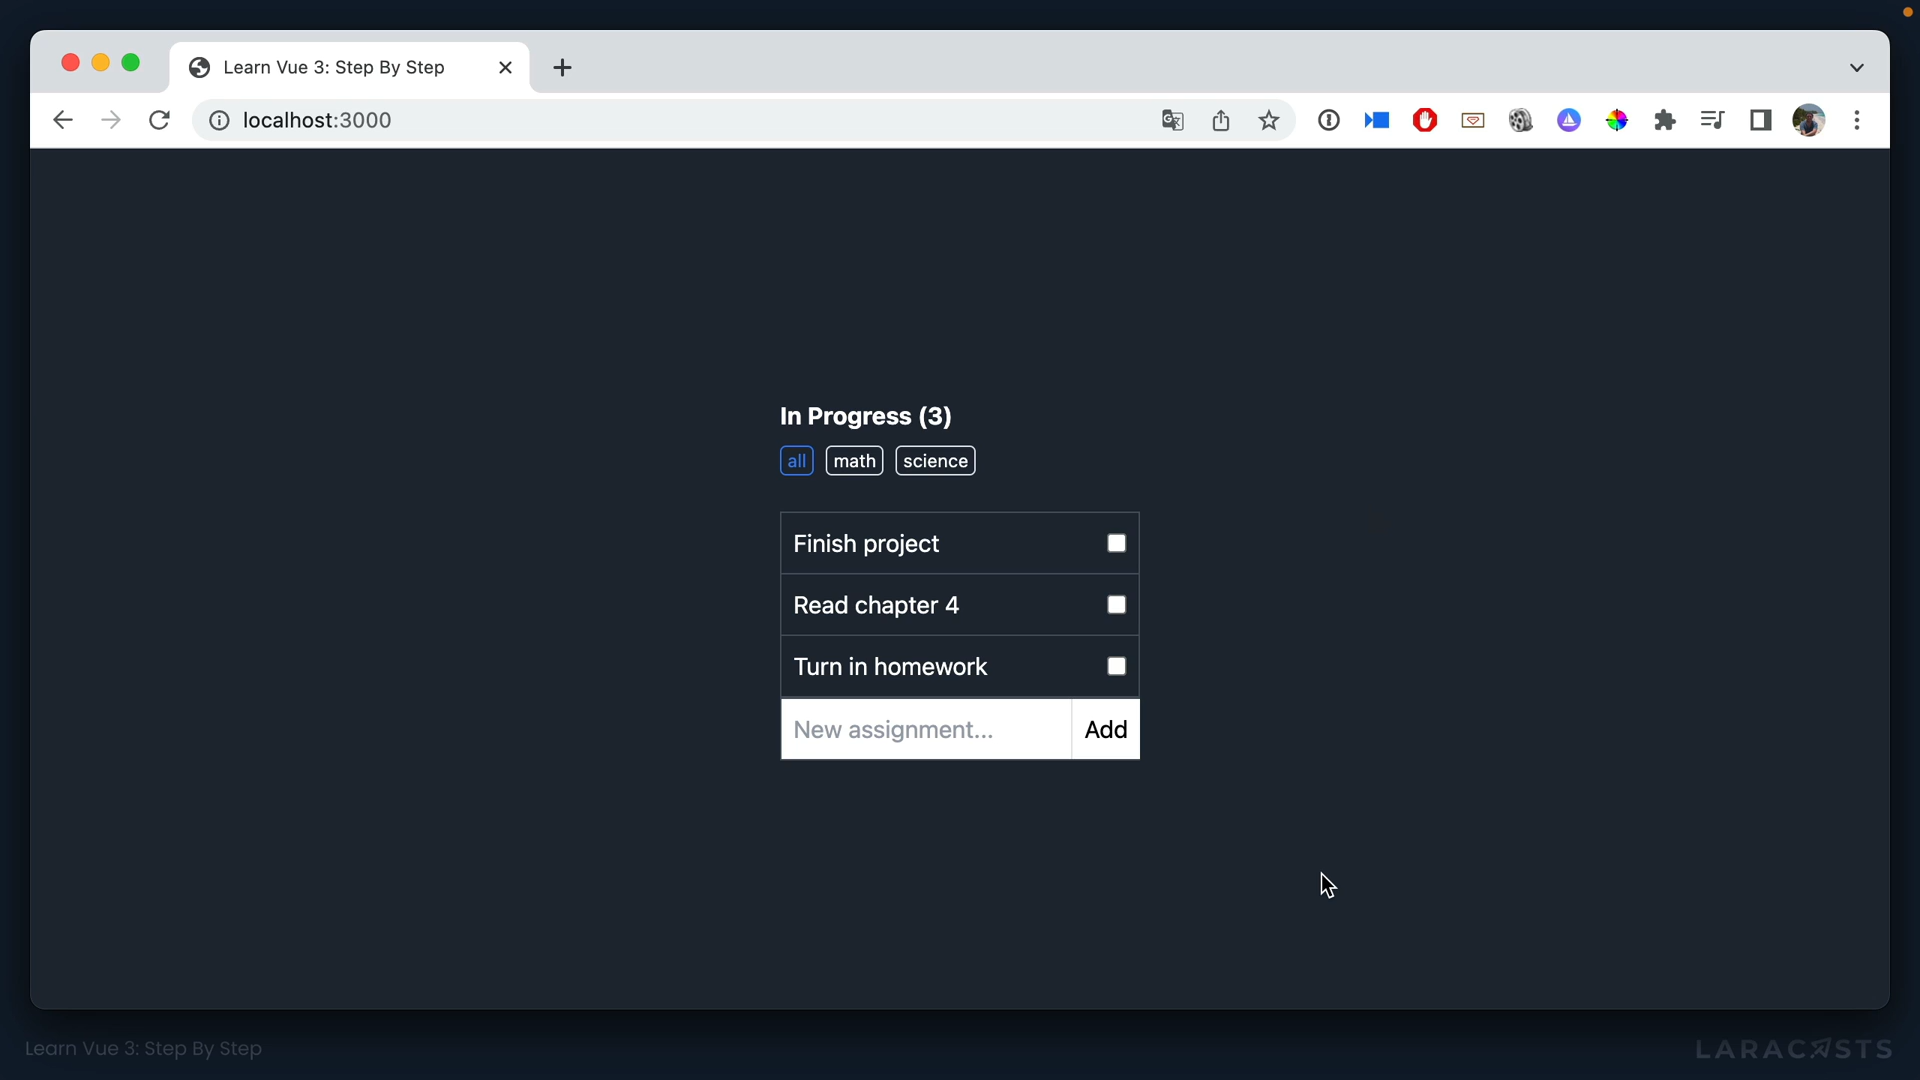 Learn Vue 3: Step By Step
localhost:3000
In Progress (3)
all math science
Finish project
Read chapter 4
Turn in homework
New assignment...
Add
Learn Vue 3: Step By Step
LARACASTS